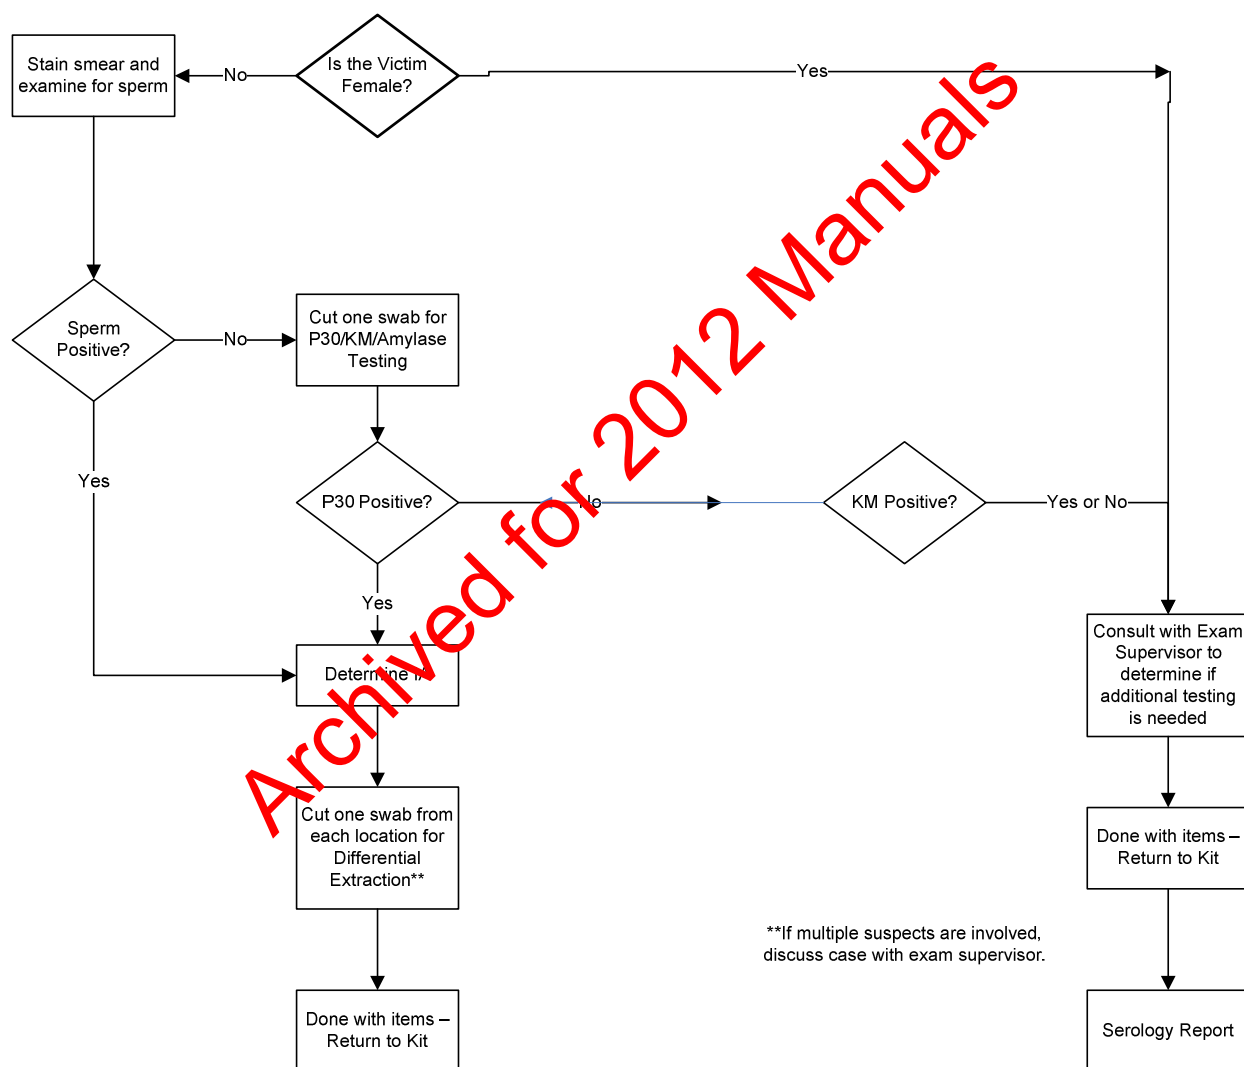 Is the Victim
Female?
No
Yes
Stain smear and
examine for sperm
Sperm
Positive?
No
Yes
Cut one swab for
P30/KM/Amylase
Testing
P30 Positive?
No
Yes
KM Positive?
Yes or No
Determine
Cut one swab from
each location for
Differential
Extraction**
Done with items –
Return to Kit
Consult with Exam
Supervisor to
determine if
additional testing
is needed
Done with items –
Return to Kit
Serology Report
**If multiple suspects are involved,
discuss case with exam supervisor.
Archived for 2012 Manuals